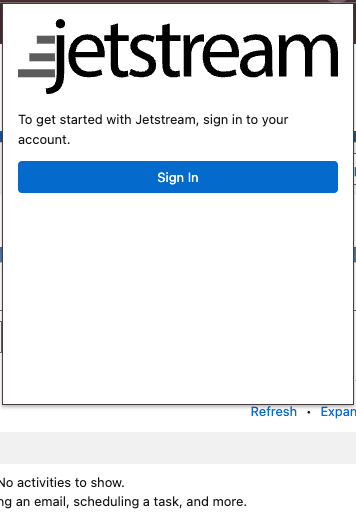 jetstream
To get started with Jetstream, sign in to your
account.
Sign In
Refresh • Expan
No activities to show.
ng an email, scheduling a task, and more.